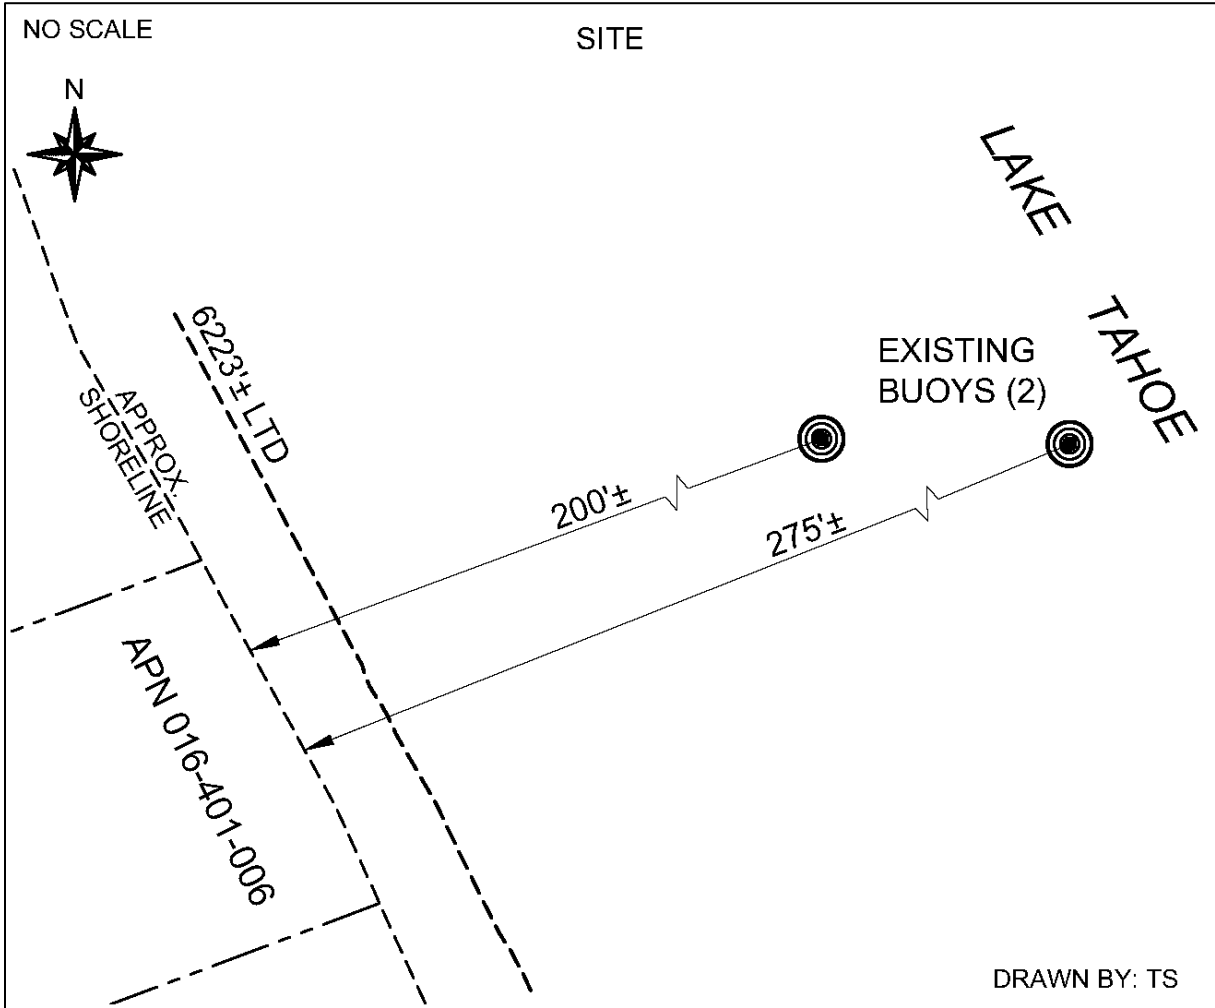 NO SCALE
SITE
N
LAKE
TAHOE
6223'± LTD
EXISTING
BUOYS (2)
APPROX.
SHORELINE
200'±
275'±
APN 016-401-006
DRAWN BY: TS